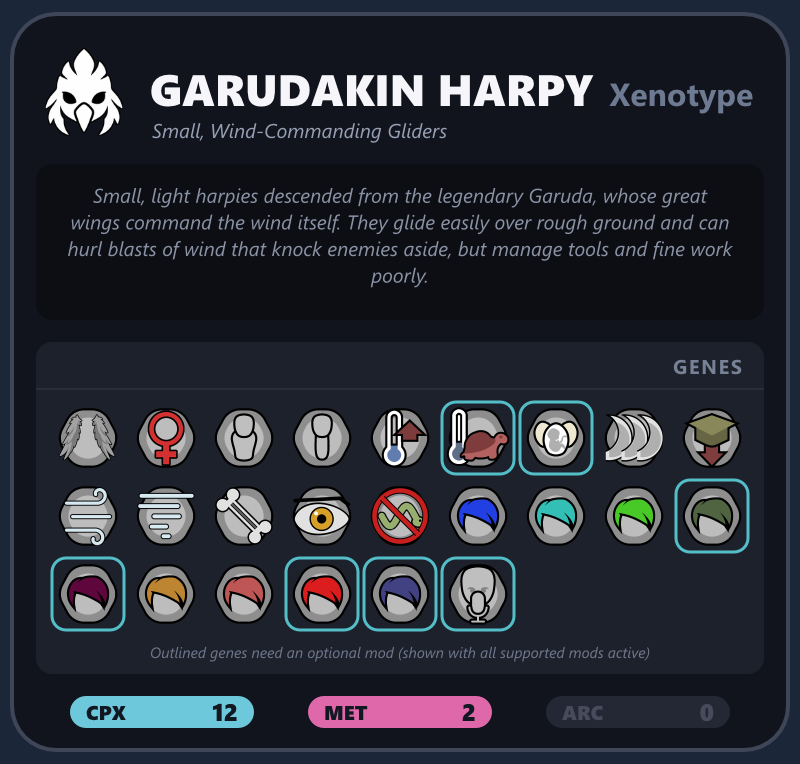 GARUDAKIN HARPY Xenotype
Small, Wind-Commanding Gliders
Small, light harpies descended from the legendary Garuda, whose great
wings command the wind itself. They glide easily over rough ground and can
hurl blasts of wind that knock enemies aside, but manage tools and fine work
poorly.
GENES
Outlined genes need an optional mod (shown with all supported mods active)
CPX 12
MET 2
ARC 0